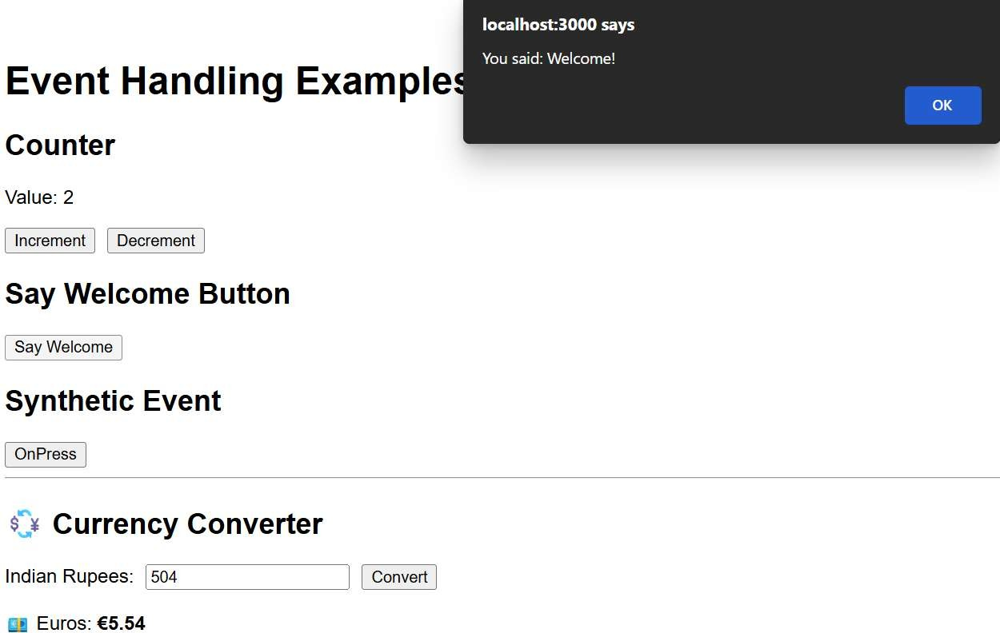 localhost:3000 says
You said: Welcome!
OK
Event Handling Examples
Counter
Value: 2
Increment Decrement
Say Welcome Button
Say Welcome
Synthetic Event
OnPress
💱 Currency Converter
Indian Rupees: 504 Convert
💶 Euros: €5.54